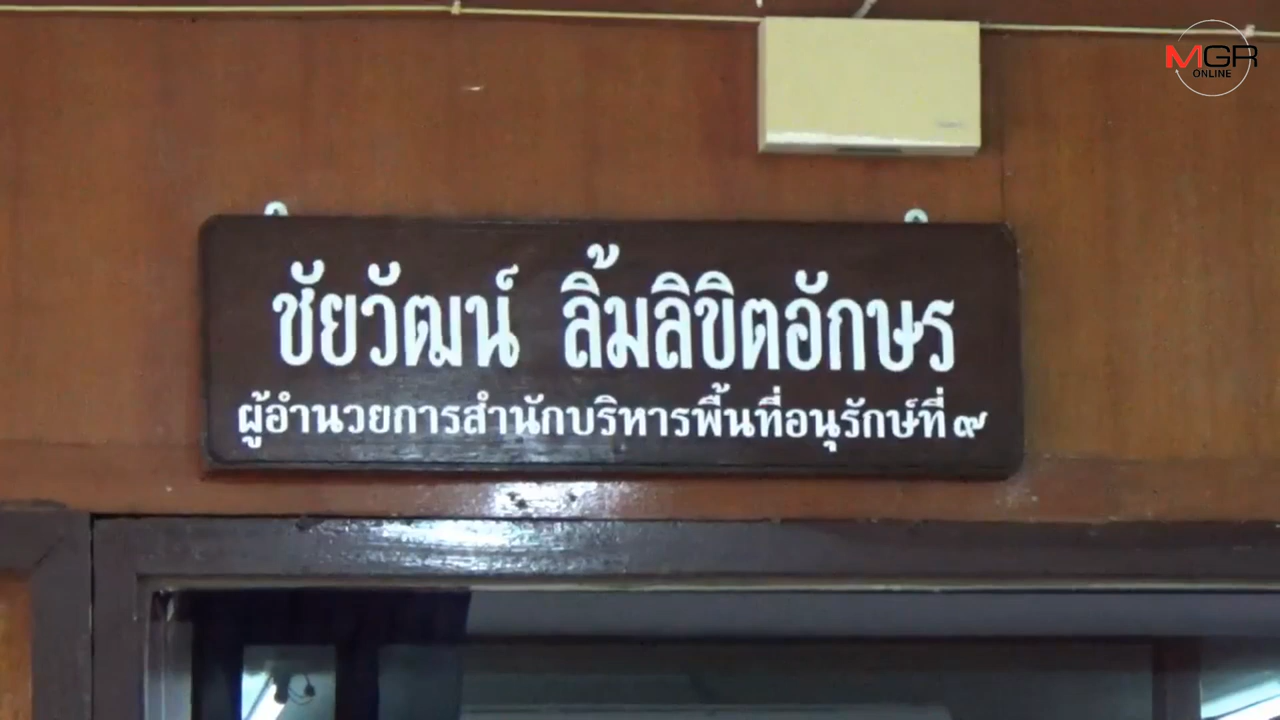 MGR
ONLINE
ชัยวัฒน์ ลิ้มลิขิตอักษร
ผู้อำนวยการสำนักบริหารพื้นที่อนุรักษ์ที่ ๙